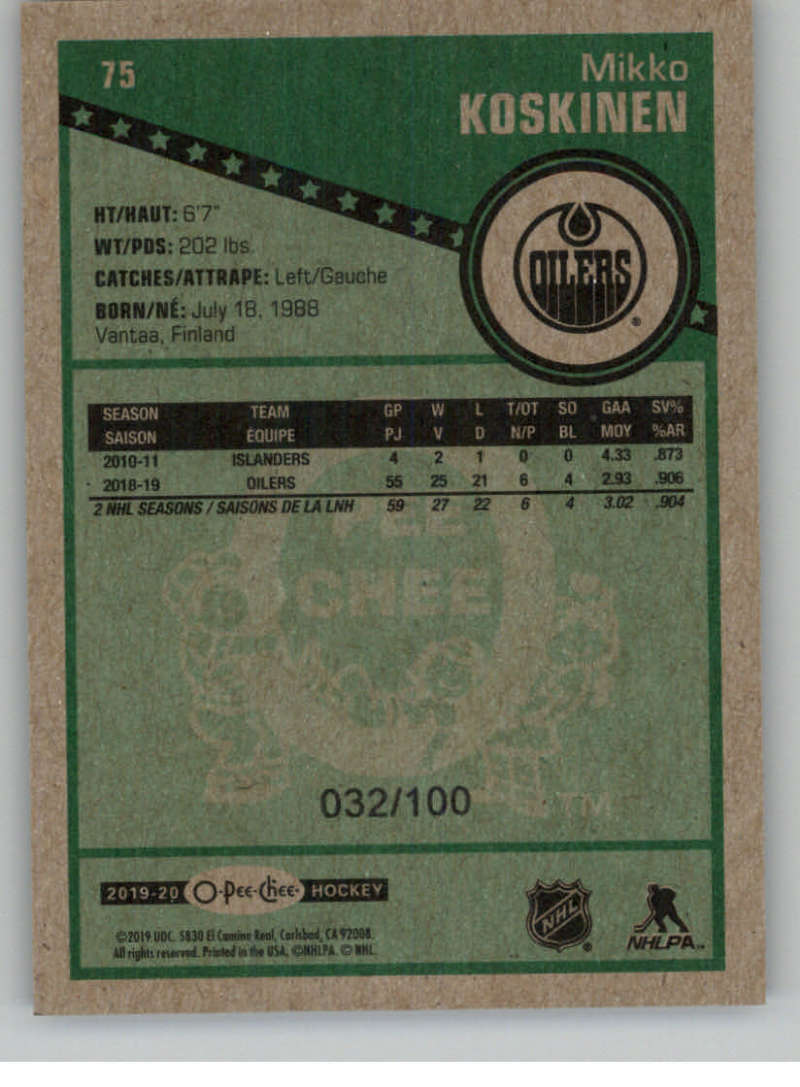 75
Mikko
KOSKINEN
HT/HAUT: 6'7"
WT/PDS: 202 lbs.
CATCHES/ATTRAPE: Left/Gauche
BORN/NÉ: July 18, 1988
Vantaa, Finland
OILERS
SEASON TEAM GP W L T/OT SO GAA SV%
SAISON ÉQUIPE PJ V D N/P BL MOY %AR
2010-11 ISLANDERS 4 2 1 0 0 4.33 .873
2018-19 OILERS 55 25 21 6 4 2.93 .906
2 NHL SEASONS / SAISONS DE LA LNH 59 27 22 6 4 3.02 .904
PEE
CHEE
032/100
TM
2019-20 O-Pee-Chee HOCKEY
©2019 UDC. 5830 El Camino Real, Carlsbad, CA 92008.
All rights reserved. Printed in the USA. ©NHLPA. © NHL.
NHL
NHLPA™